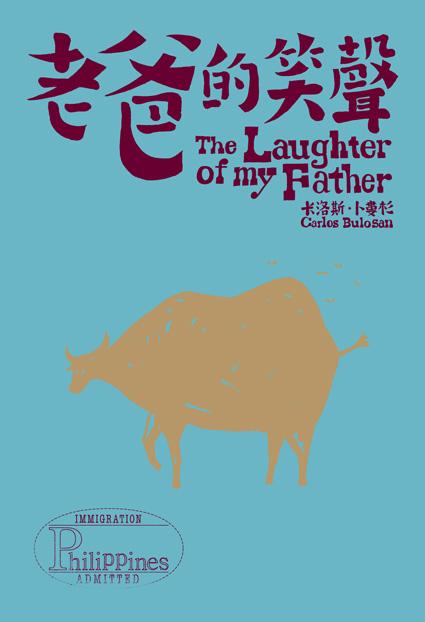 老爸的笑聲
The Laughter
of my Father
卡洛斯·卜婁杉
Carlos Bulosan
IMMIGRATION
Philippines
ADMITTED